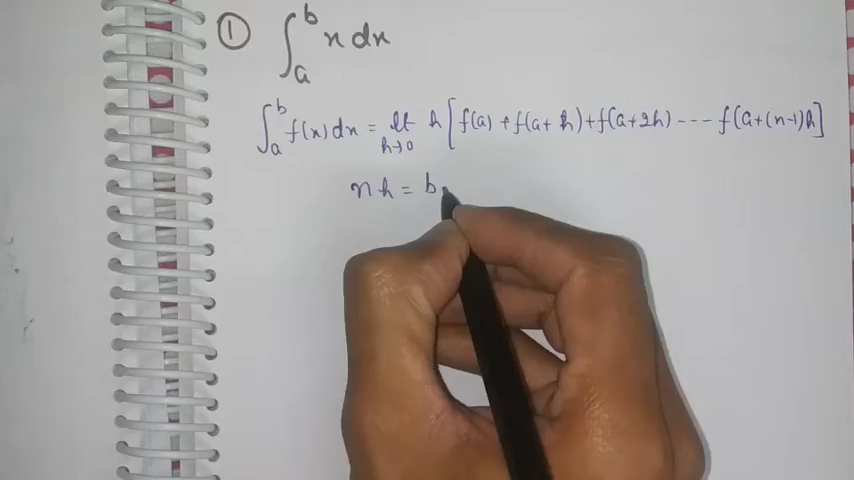 ① ∫_a^b x dx
∫_a^b f(x) dx = lt_{h→0} h [f(a) + f(a+h) + f(a+2h) ---- f(a+(n-1)h]
nh = b